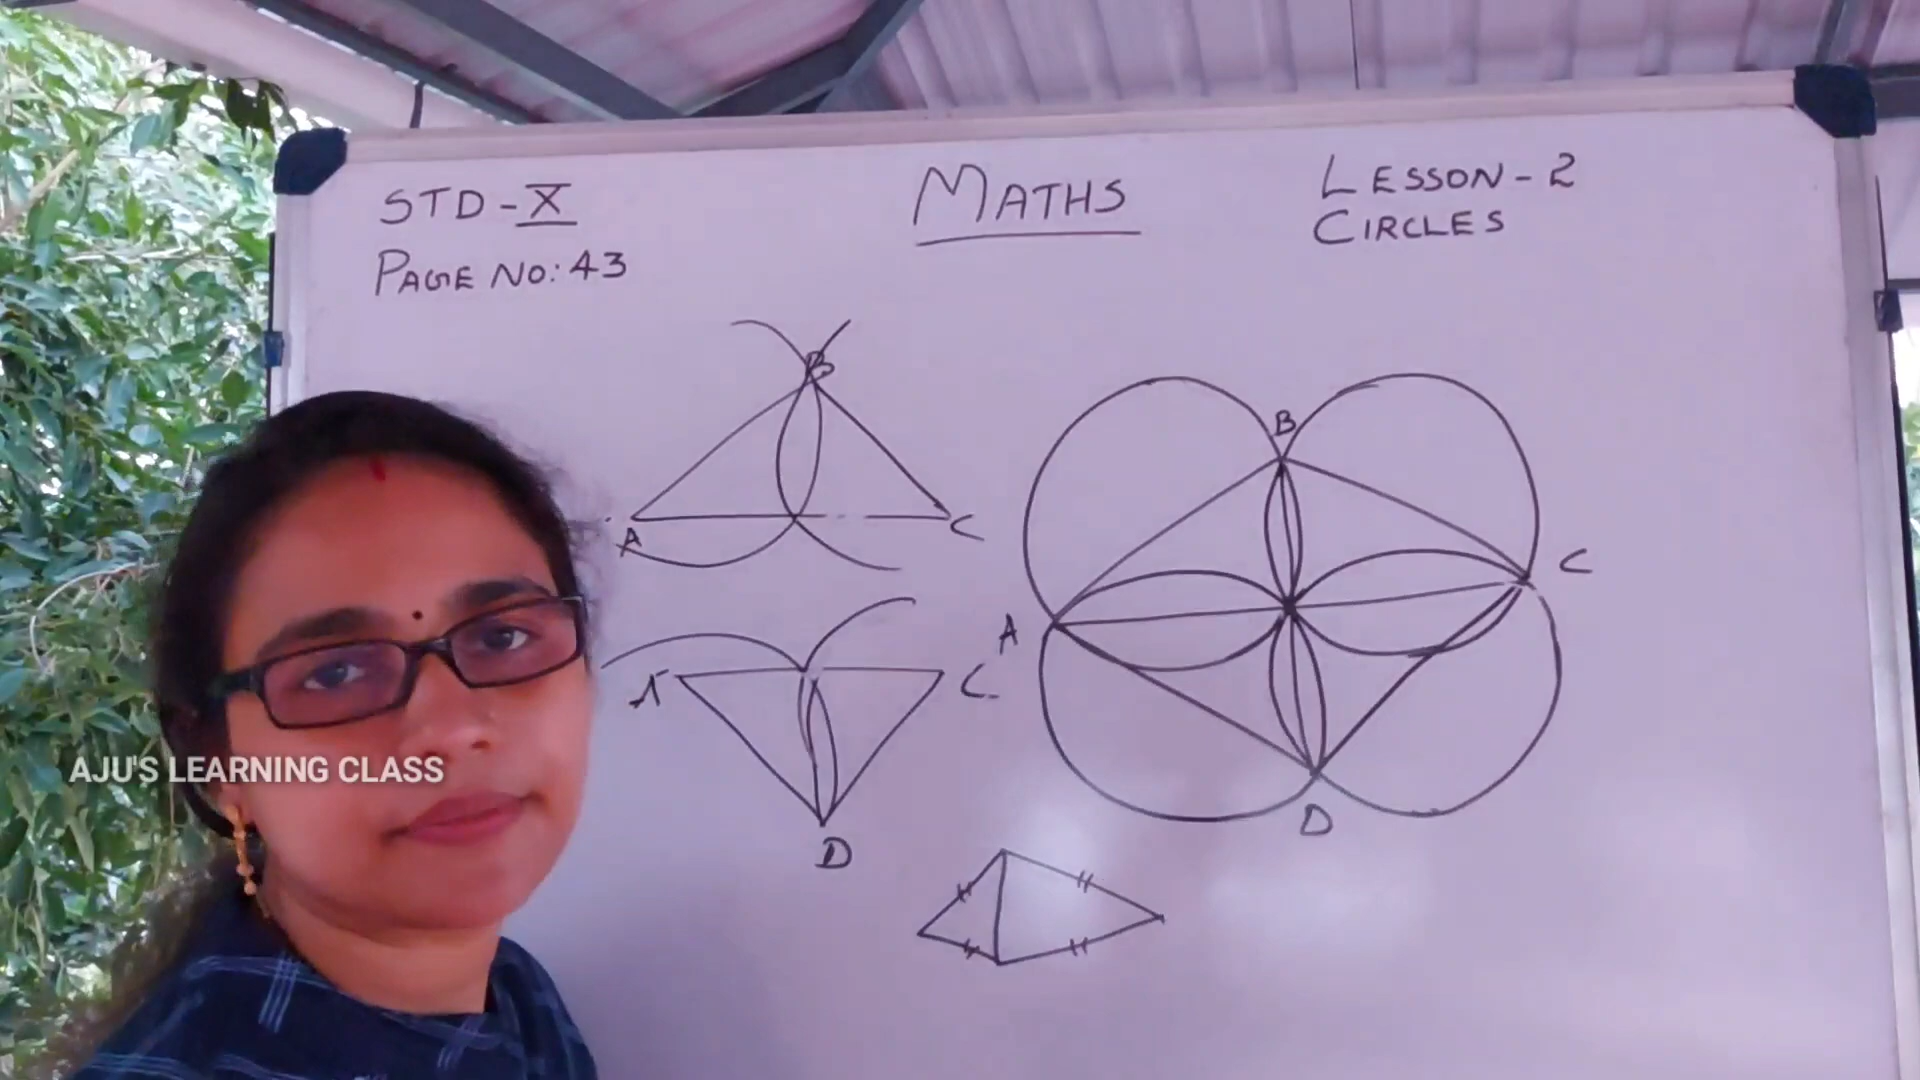 STD-X
MATHS
LESSON-2
CIRCLES
PAGE NO: 43
B
A
C
B
C
A
D
C
D
AJU'S LEARNING CLASS